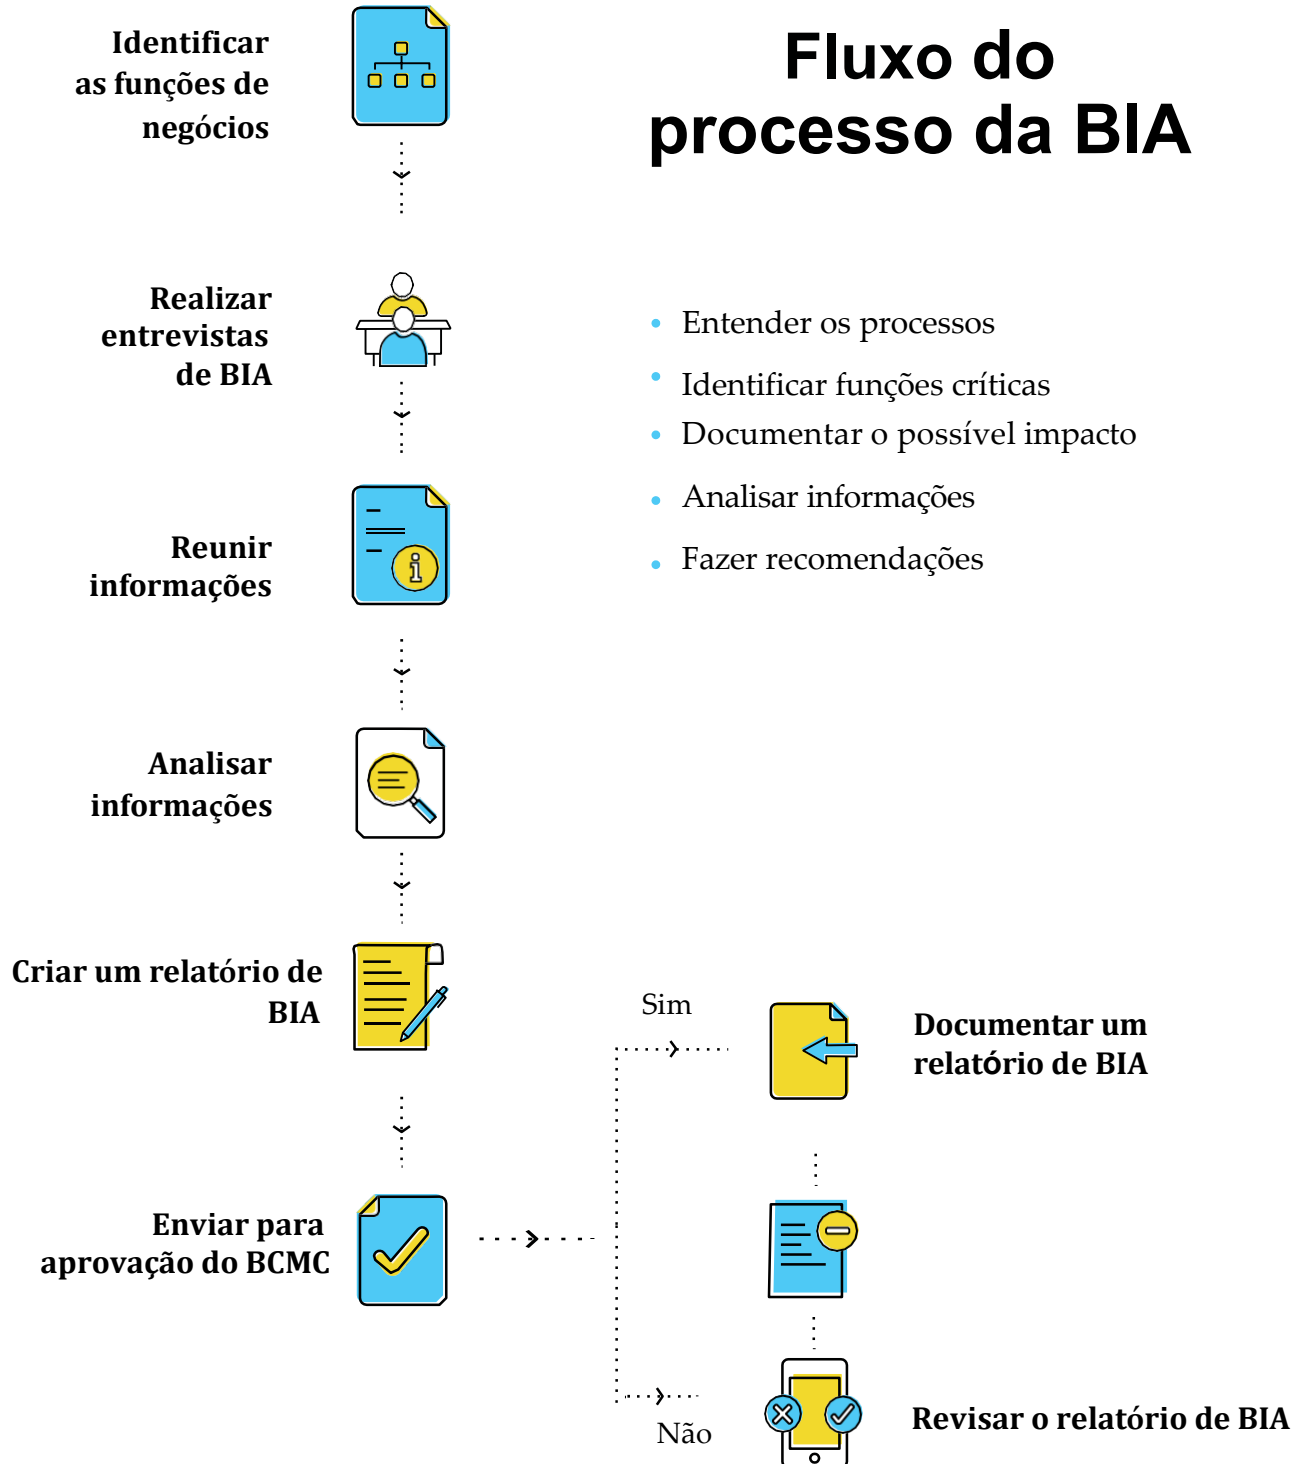 Fluxo do
processo da BIA
Identificar
as funções de
negócios
Realizar
entrevistas
de BIA
• Entender os processos
• Identificar funções críticas
• Documentar o possível impacto
• Analisar informações
• Fazer recomendações
Reunir
informações
i
Analisar
informações
Criar um relatório de
BIA
Enviar para
aprovação do BCMC
Sim
Documentar um
relatório de BIA
Não
Revisar o relatório de BIA